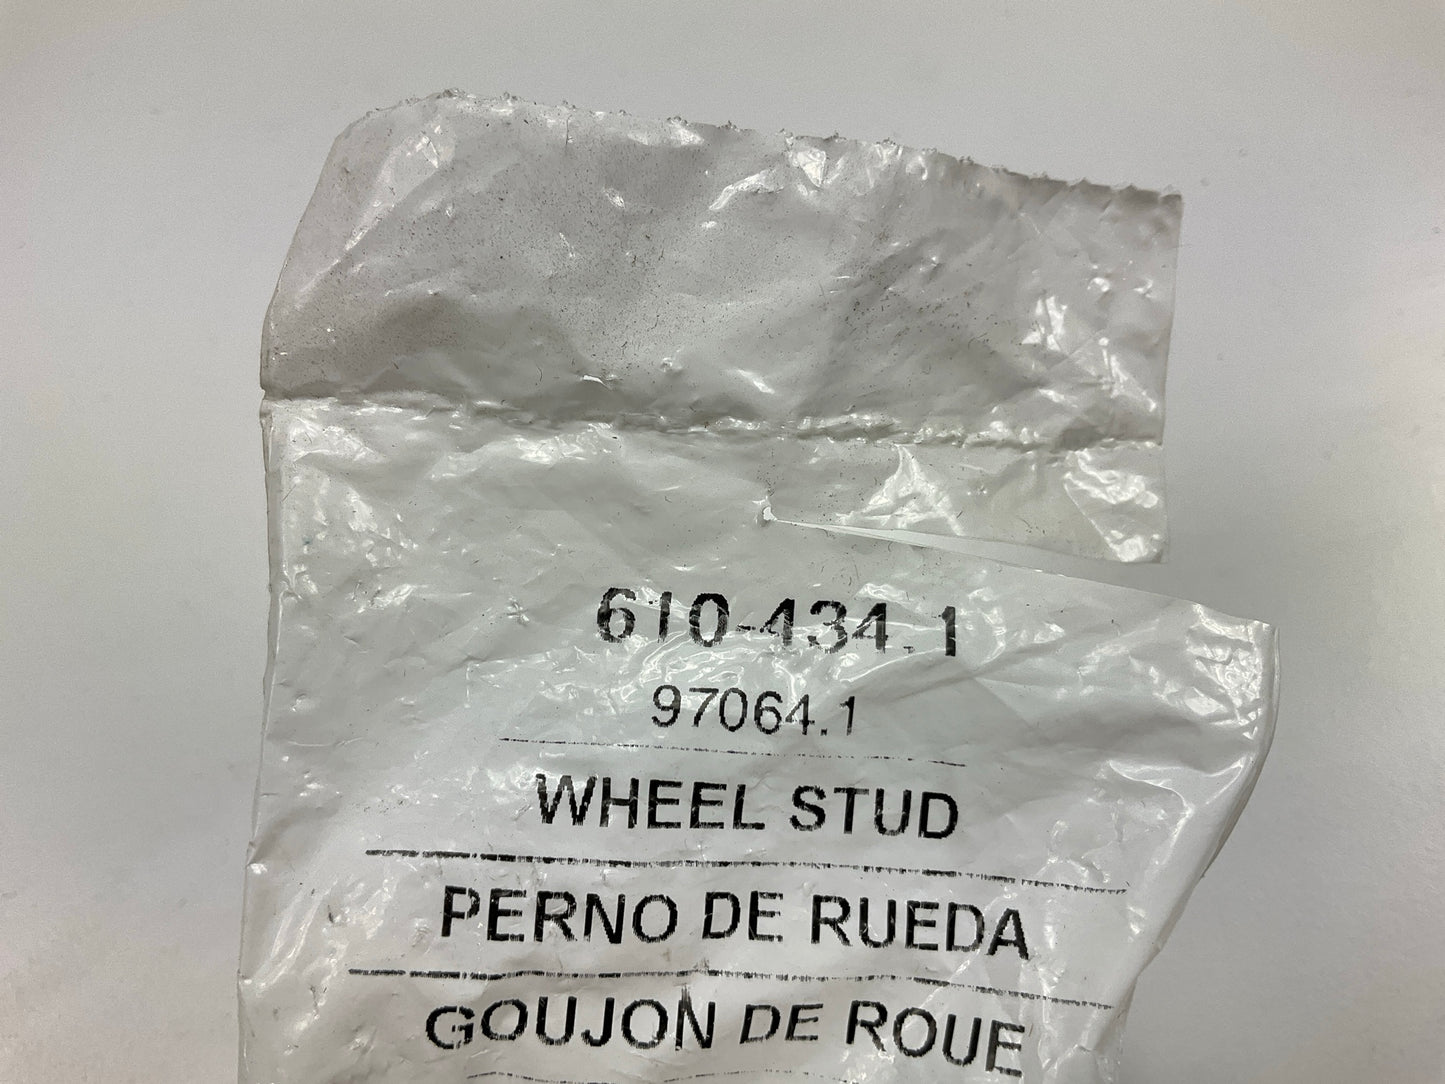 610-434.1
97064.1
WHEEL STUD
PERNO DE RUEDA
GOUJON DE ROUE